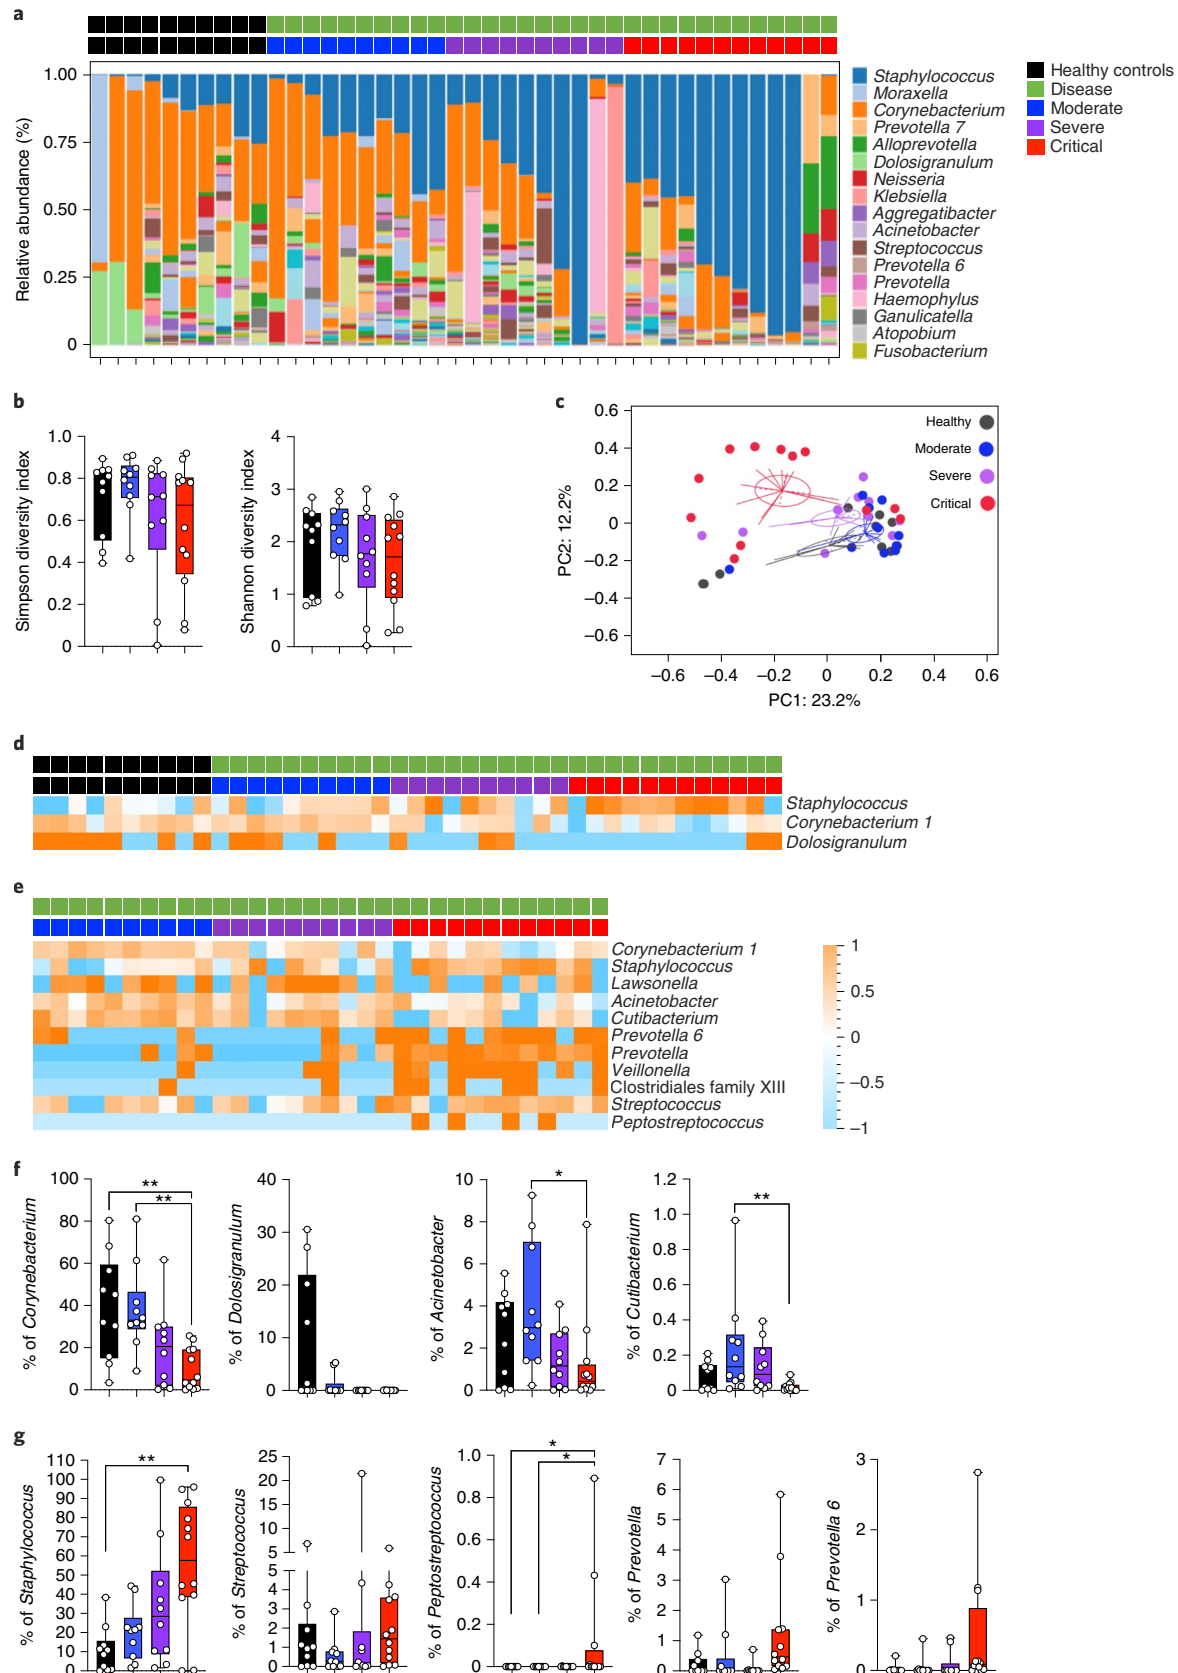 a
1.00
0.75
0.50
0.25
0
Relative abundance (%)
Staphylococcus
Moraxella
Corynebacterium
Prevotella 7
Alloprevotella
Dolosigranulum
Neisseria
Klebsiella
Aggregatibacter
Acinetobacter
Streptococcus
Prevotella 6
Prevotella
Haemophylus
Ganulicatella
Atopobium
Fusobacterium
Healthy controls
Disease
Moderate
Severe
Critical
b
1.0
0.8
0.6
0.4
0.2
0
Simpson diversity index
4
3
2
1
0
Shannon diversity index
c
0.6
0.4
0.2
0
–0.2
–0.4
–0.6
PC2: 12.2%
Healthy
Moderate
Severe
Critical
–0.6 –0.4 –0.2 0 0.2 0.4 0.6
PC1: 23.2%
d
Staphylococcus
Corynebacterium 1
Dolosigranulum
e
Corynebacterium 1
Staphylococcus
Lawsonella
Acinetobacter
Cutibacterium
Prevotella 6
Prevotella
Veillonella
Clostridiales family XIII
Streptococcus
Peptostreptococcus
1
0.5
0
–0.5
–1
f
100
80
60
40
20
0
% of Corynebacterium
**
**
40
30
20
10
0
% of Dolosigranulum
10
8
6
4
2
0
% of Acinetobacter
*
1.2
1.0
0.8
0.6
0.4
0.2
0
% of Cutibacterium
**
g
110
100
90
80
70
60
50
40
30
20
10
0
% of Staphylococcus
**
25
20
15
10
5
5
4
3
2
1
0
% of Streptococcus
1.0
0.8
0.6
0.4
0.2
0
% of Peptostreptococcus
*
*
7
6
5
4
3
2
1
0
% of Prevotella
3
2
1
0
% of Prevotella 6